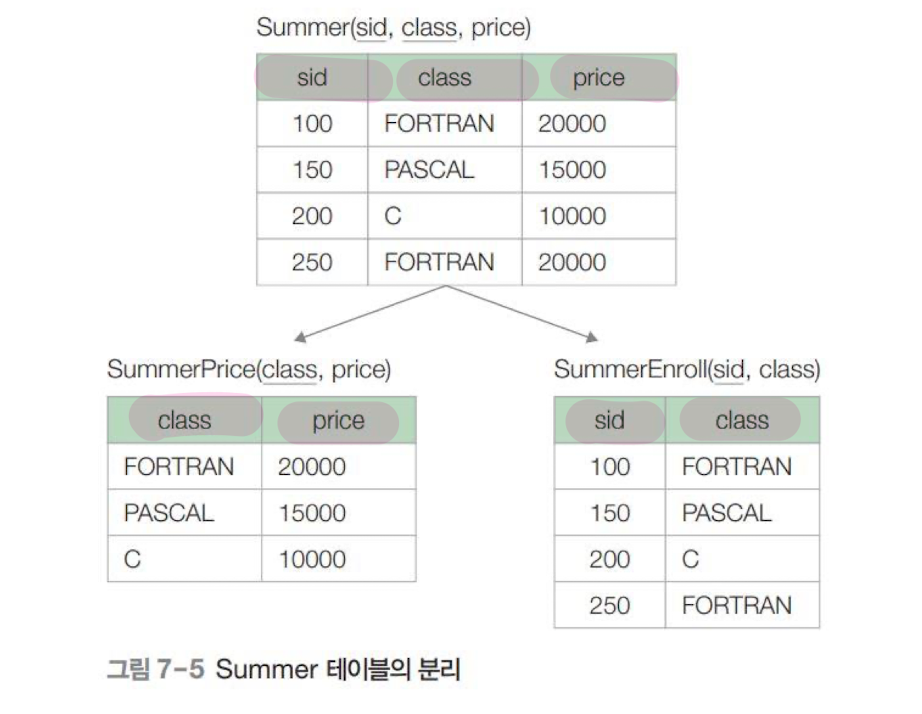 Summer(sid, class, price)
sid class price
100 FORTRAN 20000
150 PASCAL 15000
200 C 10000
250 FORTRAN 20000
SummerPrice(class, price)
class price
FORTRAN 20000
PASCAL 15000
C 10000
SummerEnroll(sid, class)
sid class
100 FORTRAN
150 PASCAL
200 C
250 FORTRAN
그림 7-5 Summer 테이블의 분리